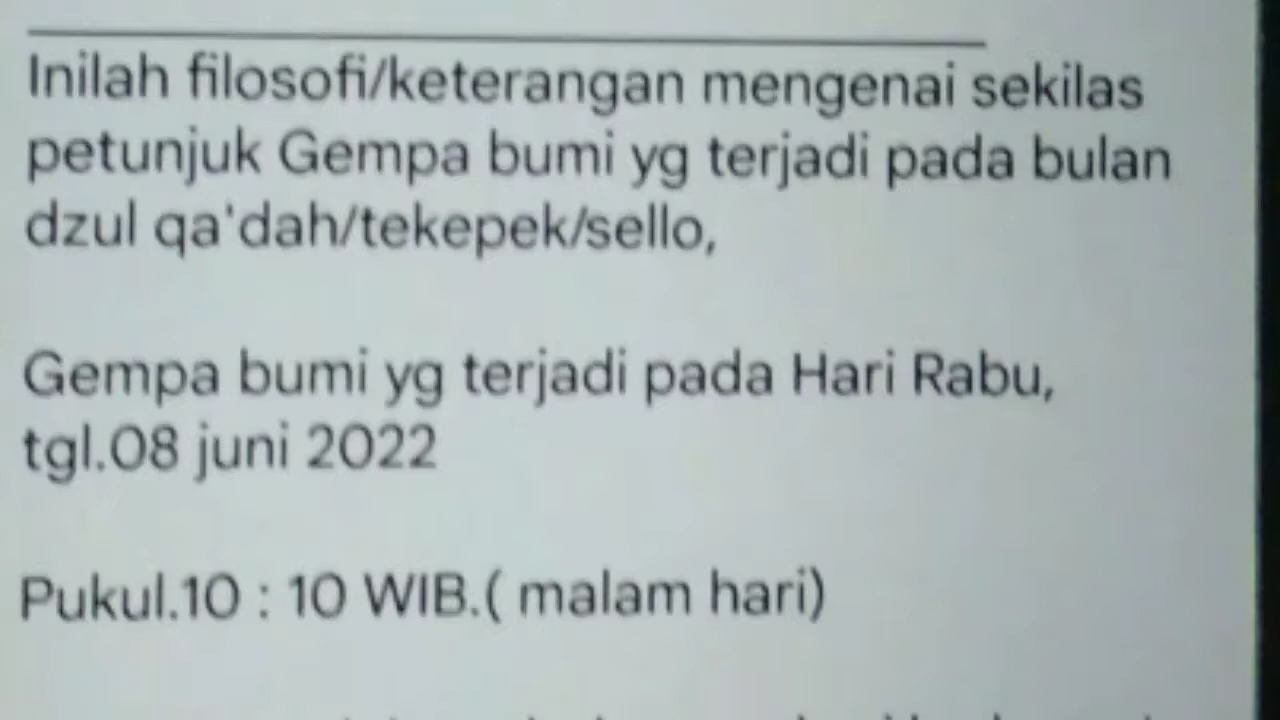 Inilah filosofi/keterangan mengenai sekilas
petunjuk Gempa bumi yg terjadi pada bulan
dzul qa'dah/tekepek/sello,
Gempa bumi yg terjadi pada Hari Rabu,
tgl.08 juni 2022
Pukul.10 : 10 WIB.( malam hari)